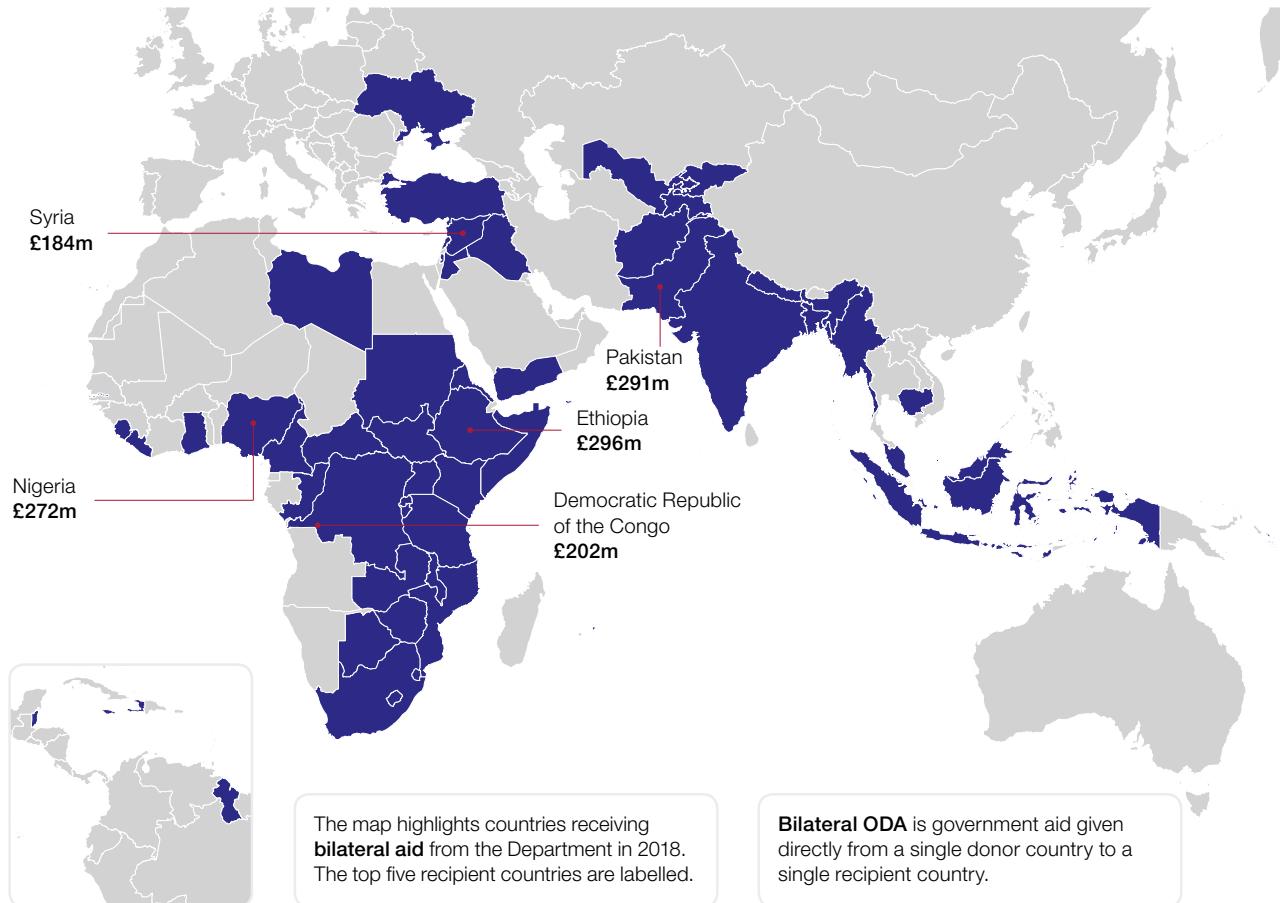 Syria
£184m
Pakistan
£291m
Ethiopia
£296m
Nigeria
£272m
Democratic Republic
of the Congo
£202m
The map highlights countries receiving
bilateral aid from the Department in 2018.
The top five recipient countries are labelled.
Bilateral ODA is government aid given
directly from a single donor country to a
single recipient country.